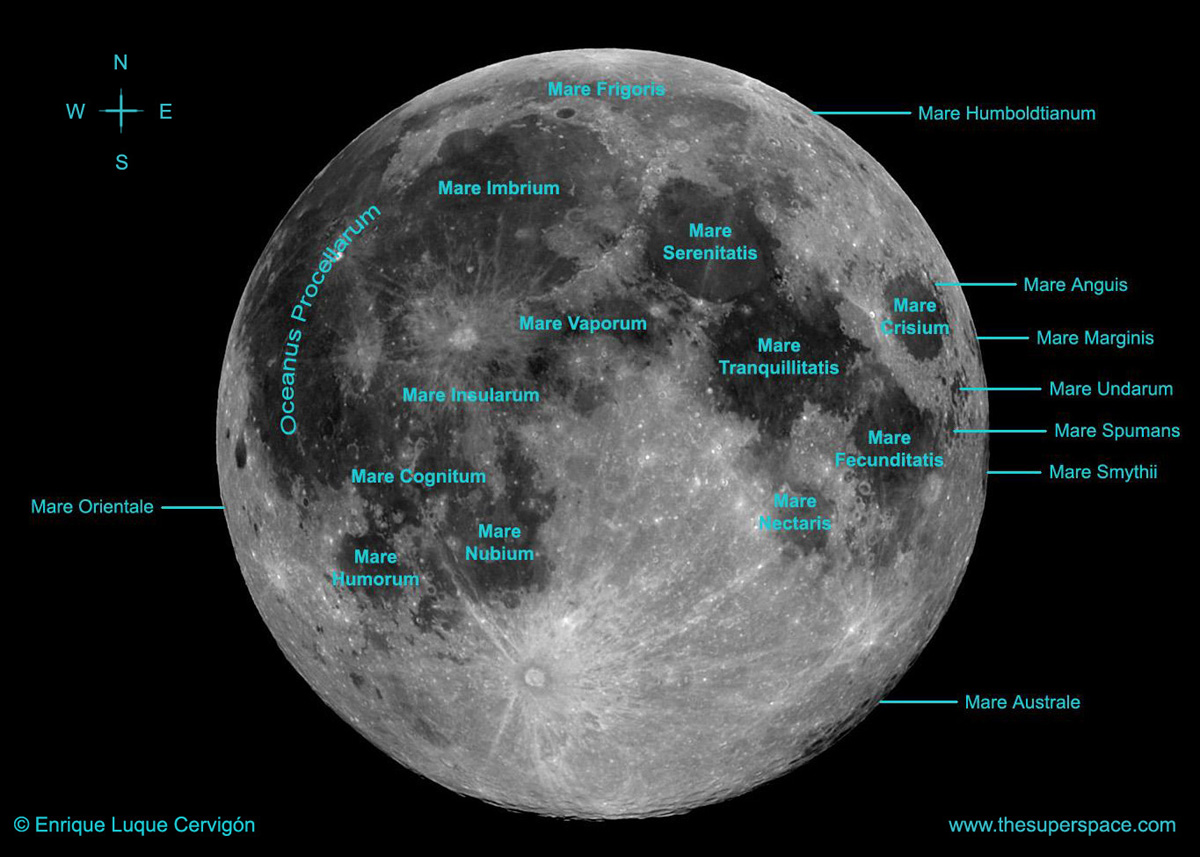 N
W E
S
Mare Frigoris
Mare Humboldtianum
Mare Imbrium
Oceanus Procellarum
Mare
Serenitatis
Mare Anguis
Mare
Crisium
Mare Vaporum
Mare Marginis
Mare
Tranquillitatis
Mare Insularum
Mare Undarum
Mare Spumans
Mare
Fecunditatis
Mare Smythii
Mare Cognitum
Mare Orientale
Mare
Nectaris
Mare
Nubium
Mare
Humorum
Mare Australe
© Enrique Luque Cervigón
www.thesuperspace.com